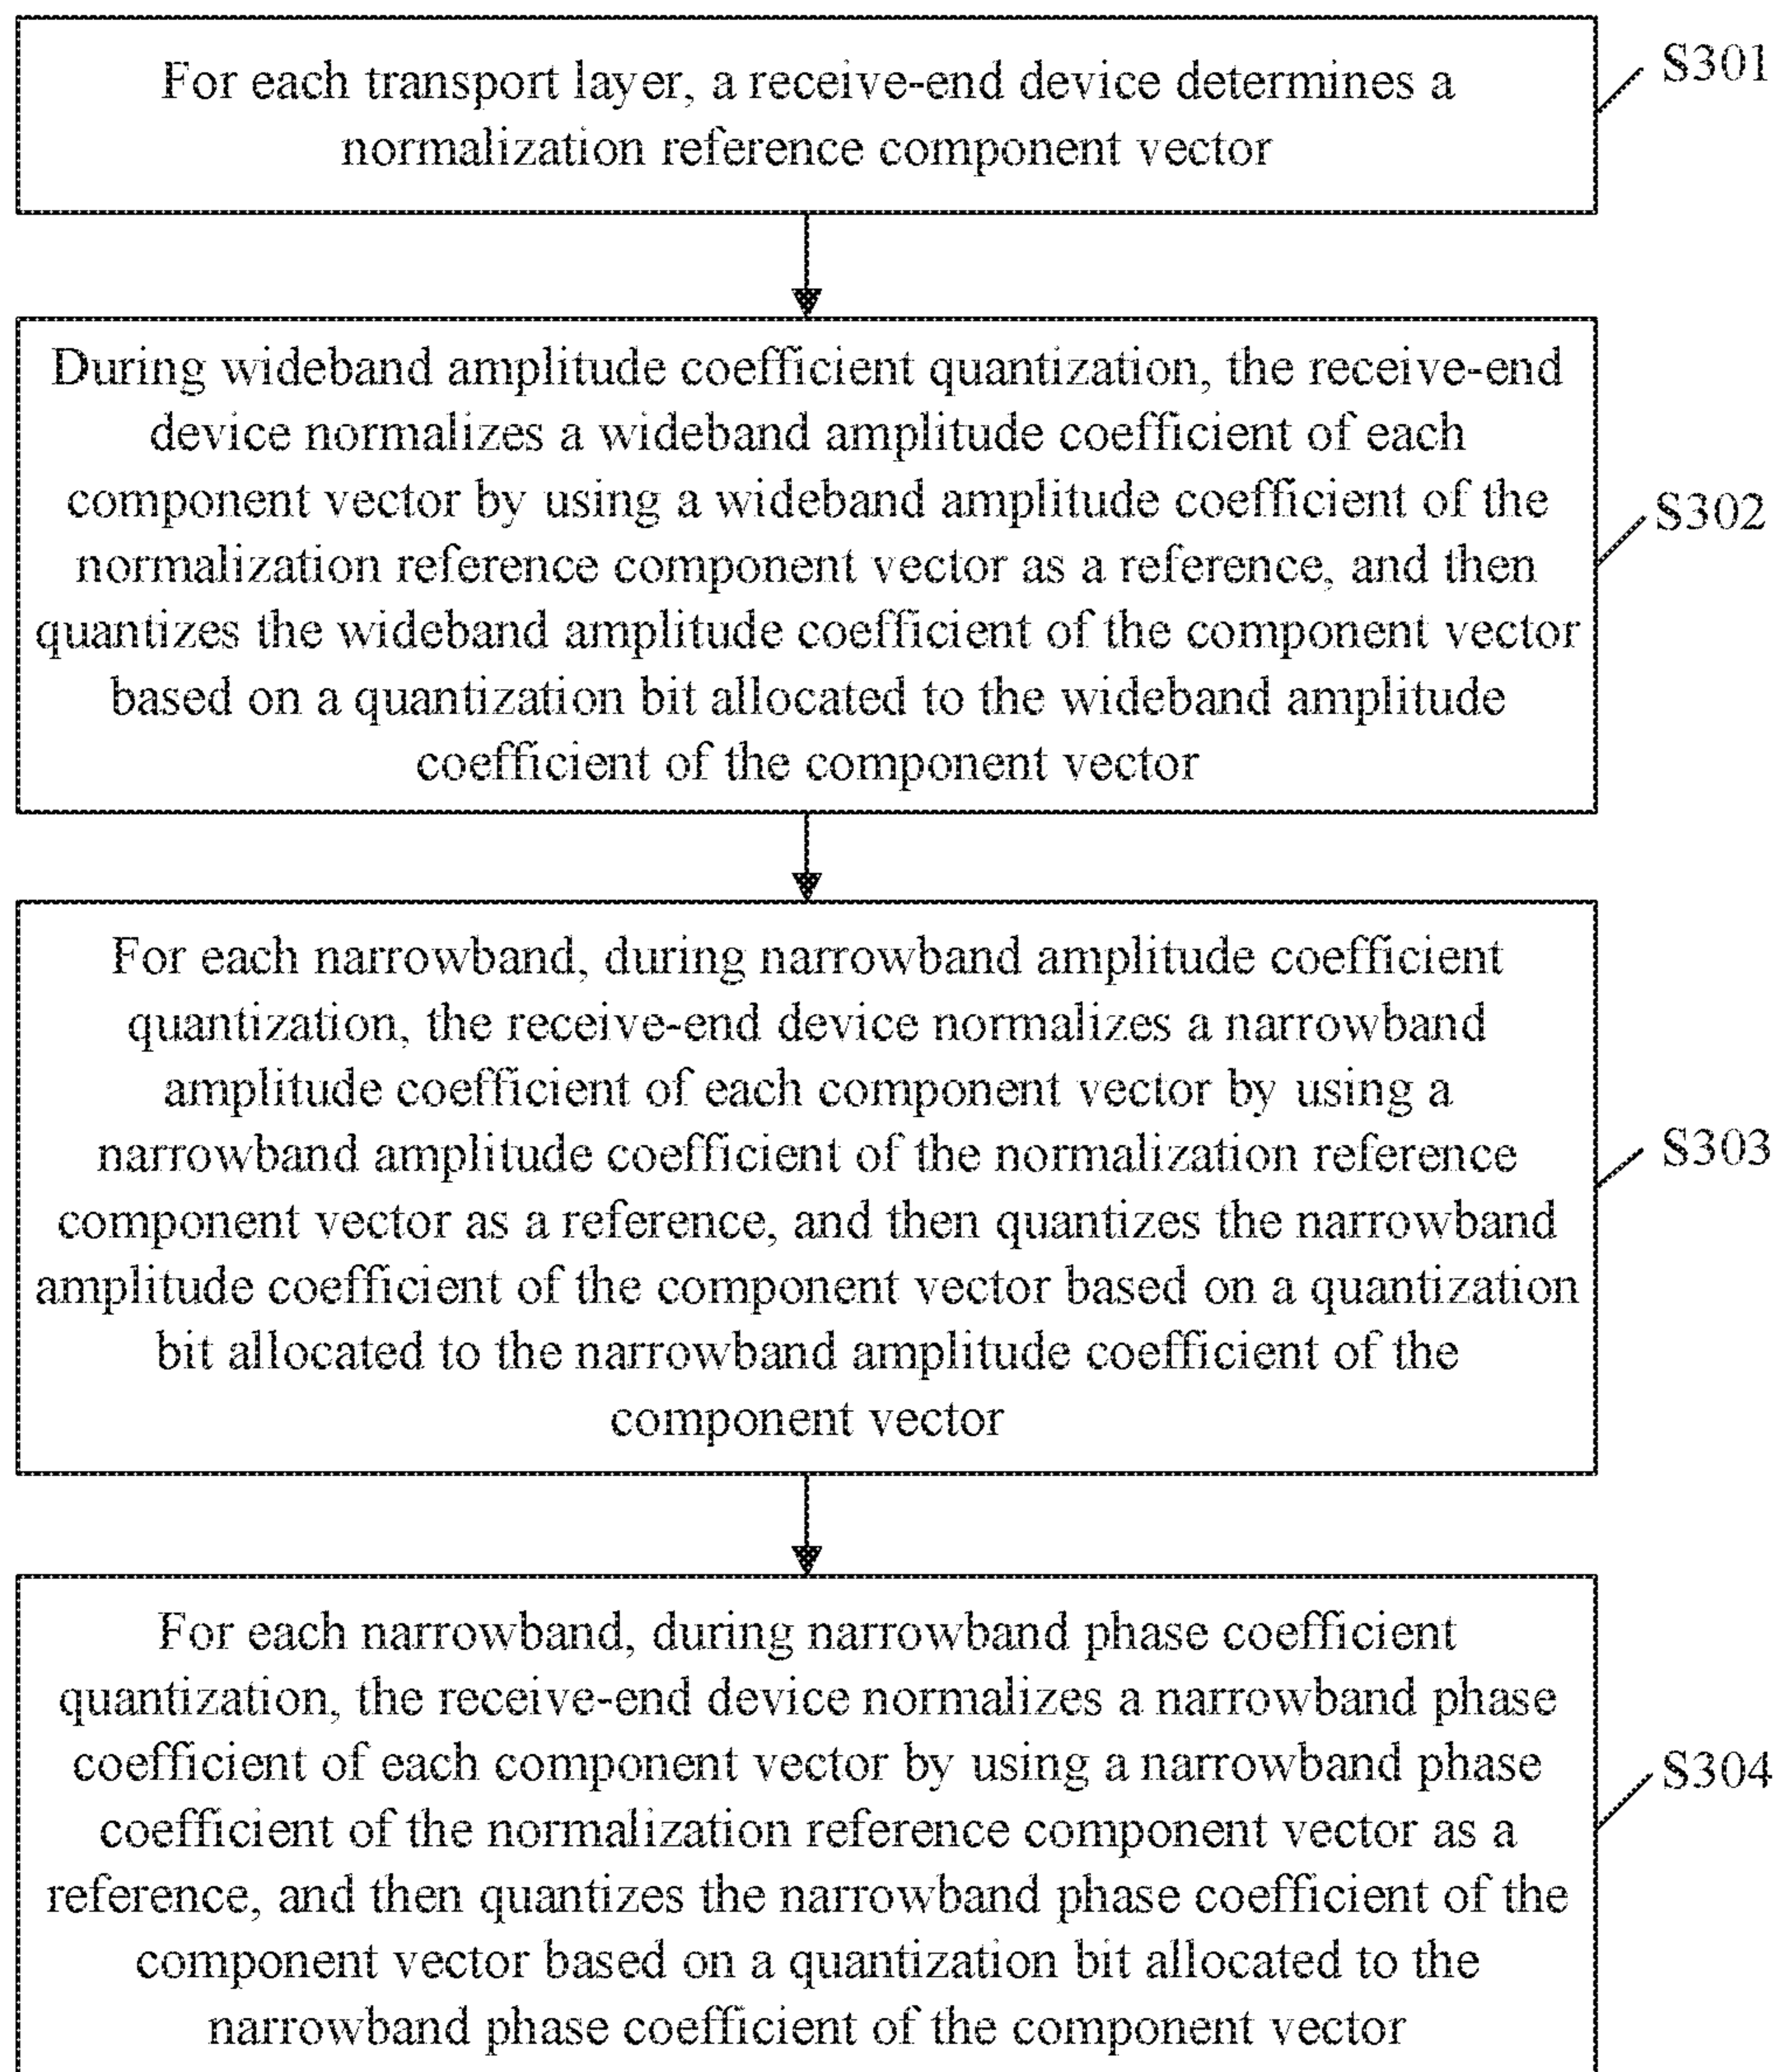 For each transport layer, a receive-end device determines a
normalization reference component vector
S301
During wideband amplitude coefficient quantization, the receive-end
device normalizes a wideband amplitude coefficient of each
component vector by using a wideband amplitude coefficient of the
normalization reference component vector as a reference, and then
quantizes the wideband amplitude coefficient of the component vector
based on a quantization bit allocated to the wideband amplitude
coefficient of the component vector
S302
For each narrowband, during narrowband amplitude coefficient
quantization, the receive-end device normalizes a narrowband
amplitude coefficient of each component vector by using a
narrowband amplitude coefficient of the normalization reference
component vector as a reference, and then quantizes the narrowband
amplitude coefficient of the component vector based on a quantization
bit allocated to the narrowband amplitude coefficient of the
component vector
S303
For each narrowband, during narrowband phase coefficient
quantization, the receive-end device normalizes a narrowband phase
coefficient of each component vector by using a narrowband phase
coefficient of the normalization reference component vector as a
reference, and then quantizes the narrowband phase coefficient of the
component vector based on a quantization bit allocated to the
narrowband phase coefficient of the component vector
S304